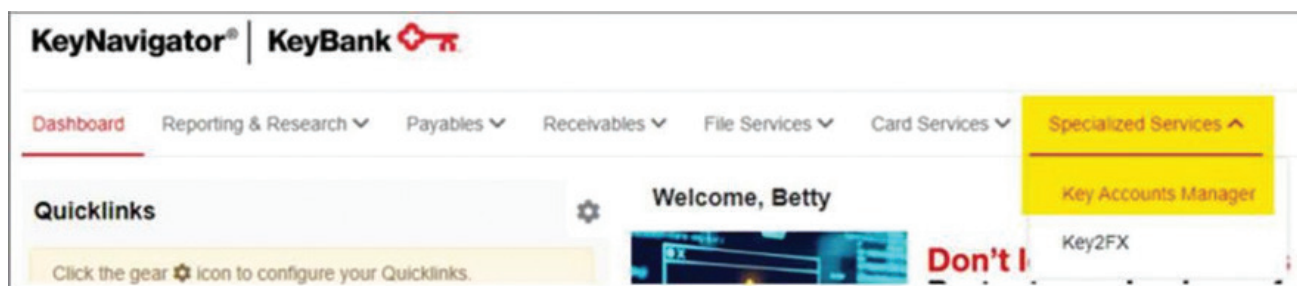 KeyNavigator® | KeyBank
Dashboard Reporting & Research Payables Receivables File Services Card Services Specialized Services
Key Accounts Manager
Key2FX
Quicklinks
Click the gear icon to configure your Quicklinks.
Welcome, Betty
Don't